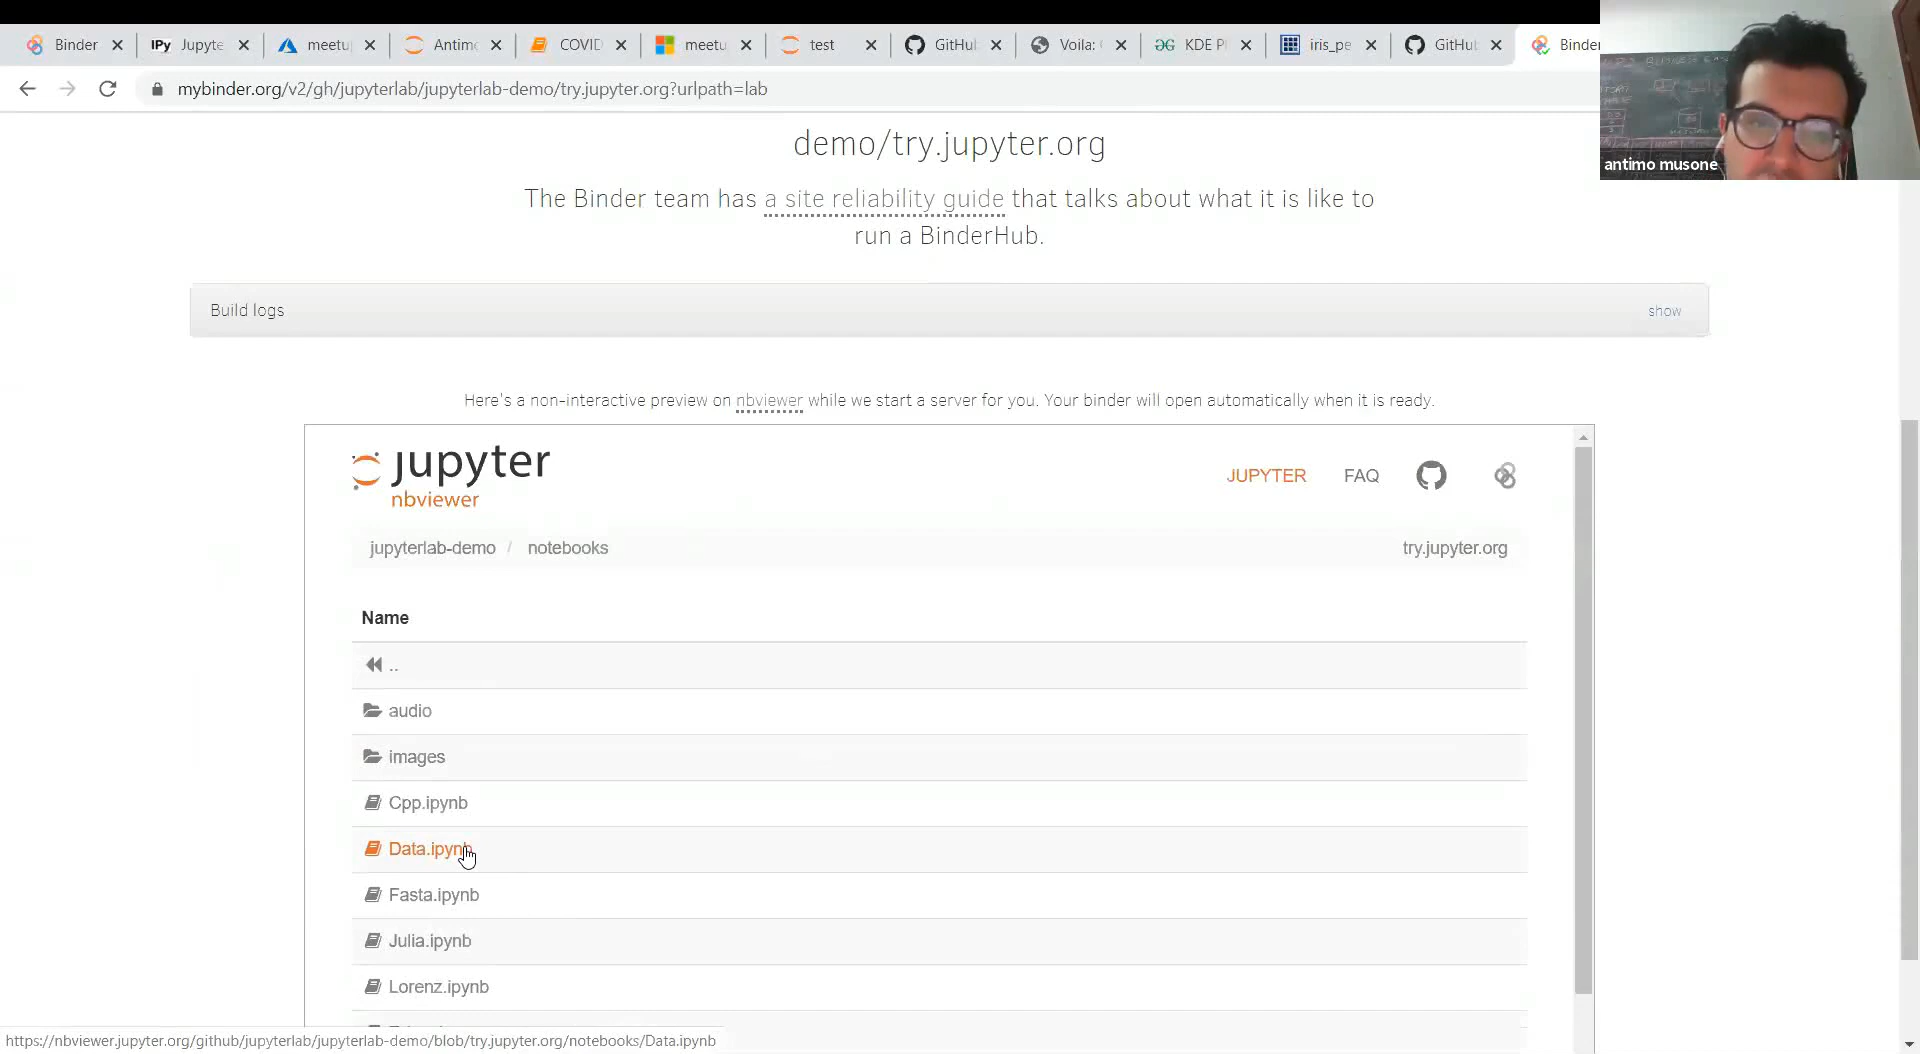 Binder
IPy Jupyte
meetu
Antimo
COVID
meetu
test
GitHub
Voila:
KDE Pl
iris_pe
GitHub
Binder
mybinder.org/v2/gh/jupyterlab/jupyterlab-demo/try.jupyter.org?urlpath=lab
antimo musone
demo/try.jupyter.org
The Binder team has a site reliability guide that talks about what it is like to
run a BinderHub.
Build logs
show
Here's a non-interactive preview on nbviewer while we start a server for you. Your binder will open automatically when it is ready.
jupyter
nbviewer
JUPYTER
FAQ
jupyterlab-demo / notebooks
try.jupyter.org
Name
..
audio
images
Cpp.ipynb
Data.ipynb
Fasta.ipynb
Julia.ipynb
Lorenz.ipynb
https://nbviewer.jupyter.org/github/jupyterlab/jupyterlab-demo/blob/try.jupyter.org/notebooks/Data.ipynb